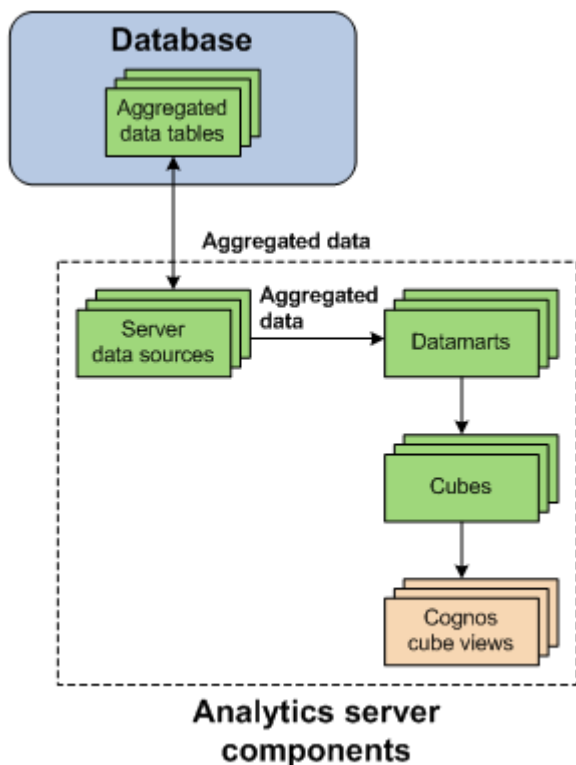 Database
Aggregated
data tables
Aggregated data
Aggregated
data
Server
data sources
Datamarts
Cubes
Cognos
cube views
Analytics server
components